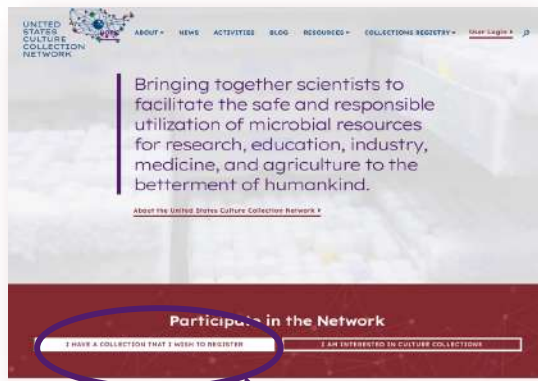 UNITED
STATES
CULTURE
COLLECTION
NETWORK
ABOUT NEWS ACTIVITIES BLOG RESOURCES COLLECTIONS REGISTRY User Login
Bringing together scientists to
facilitate the safe and responsible
utilization of microbial resources
for research, education, industry,
medicine, and agriculture to the
betterment of humankind.
About the United States Culture Collection Network
Participate in the Network
I HAVE A COLLECTION THAT I WISH TO REGISTER
I AM INTERESTED IN CULTURE COLLECTIONS